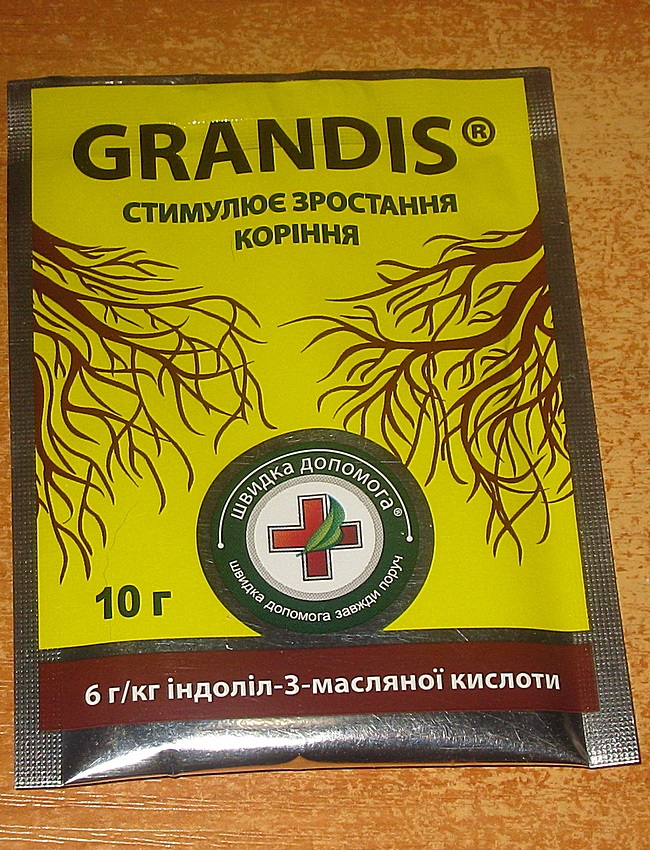 GRANDIS®
СТИМУЛЮЄ ЗРОСТАННЯ
КОРІННЯ
швидка допомога®
швидка допомога завжди поруч
10 г
6 г/кг індоліл-3-масляної кислоти